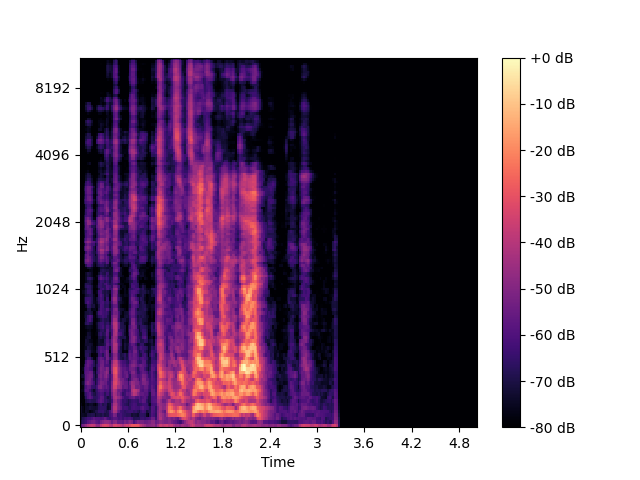 8192
4096
2048
1024
512
0
Hz
0 0.6 1.2 1.8 2.4 3 3.6 4.2 4.8
Time
+0 dB
-10 dB
-20 dB
-30 dB
-40 dB
-50 dB
-60 dB
-70 dB
-80 dB